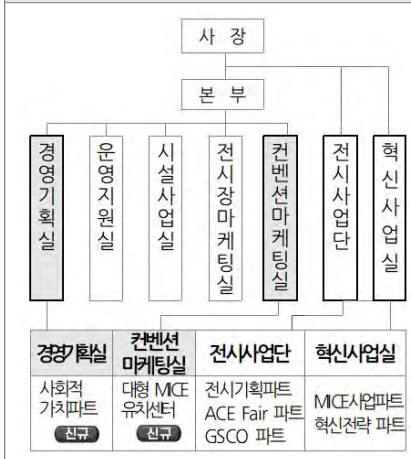 사 장
본 부
경영기획실
운영지원실
시설사업실
전시장마케팅실
컨벤션마케팅실
전시사업단
혁신사업실
경영기획실
컨벤션
마케팅실
전시사업단
혁신사업실
사회적
가치파트
신규
대형 MICE
유치센터
신규
전시기획파트
ACE Fair 파트
GSCO 파트
MICE사업파트
혁신전략 파트